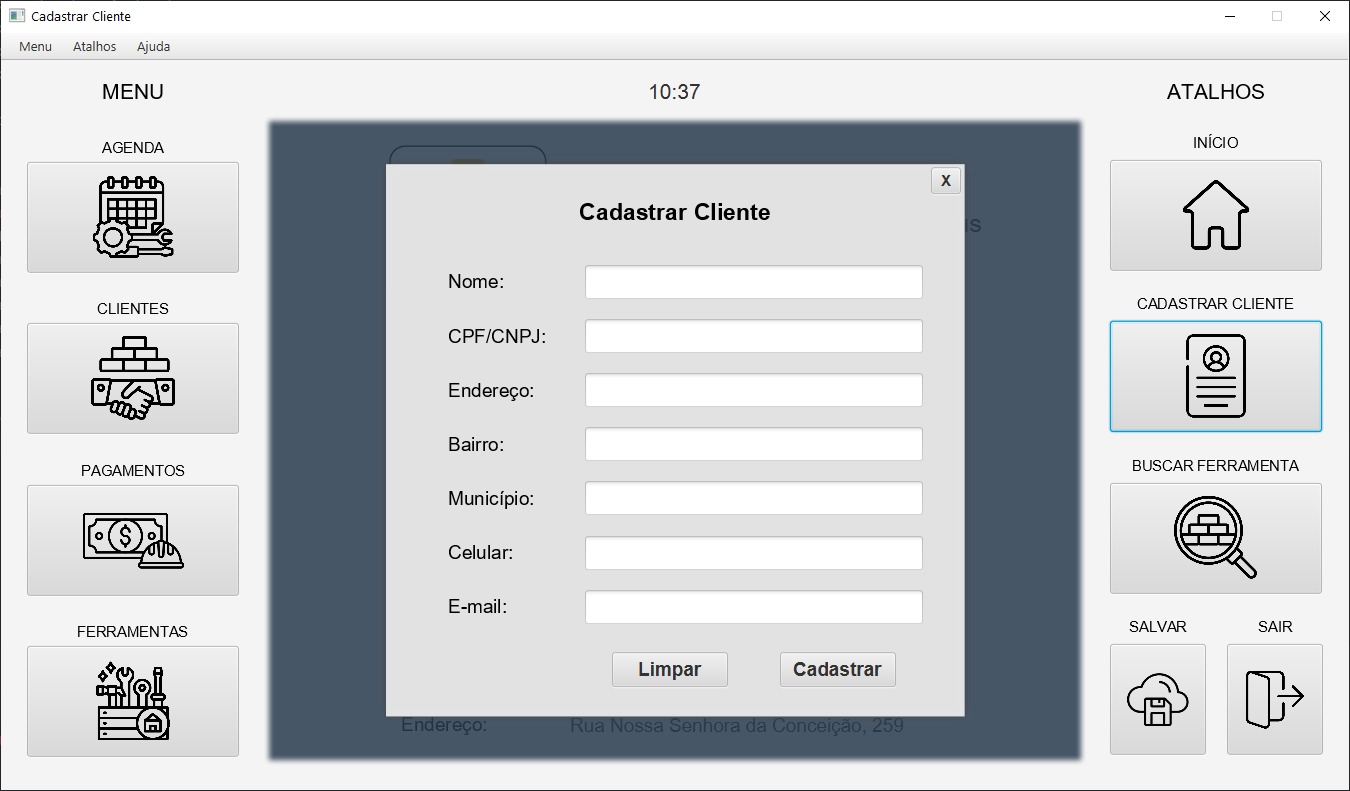 Cadastrar Cliente
Menu Atalhos Ajuda
MENU
10:37
ATALHOS
AGENDA
CLIENTES
PAGAMENTOS
FERRAMENTAS
X
Cadastrar Cliente
Nome:
CPF/CNPJ:
Endereço:
Bairro:
Município:
Celular:
E-mail:
Limpar Cadastrar
Endereço: Rua Nossa Senhora da Conceição, 259
INÍCIO
CADASTRAR CLIENTE
BUSCAR FERRAMENTA
SALVAR SAIR